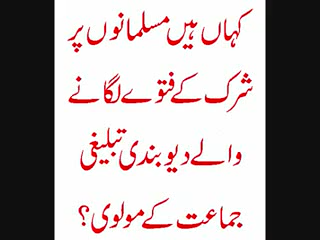 کہاں ہیں مسلمانوں پر
شرک کے فتوے لگانے
والے دیوبندی تبلیغی
جماعت کے مولوی؟